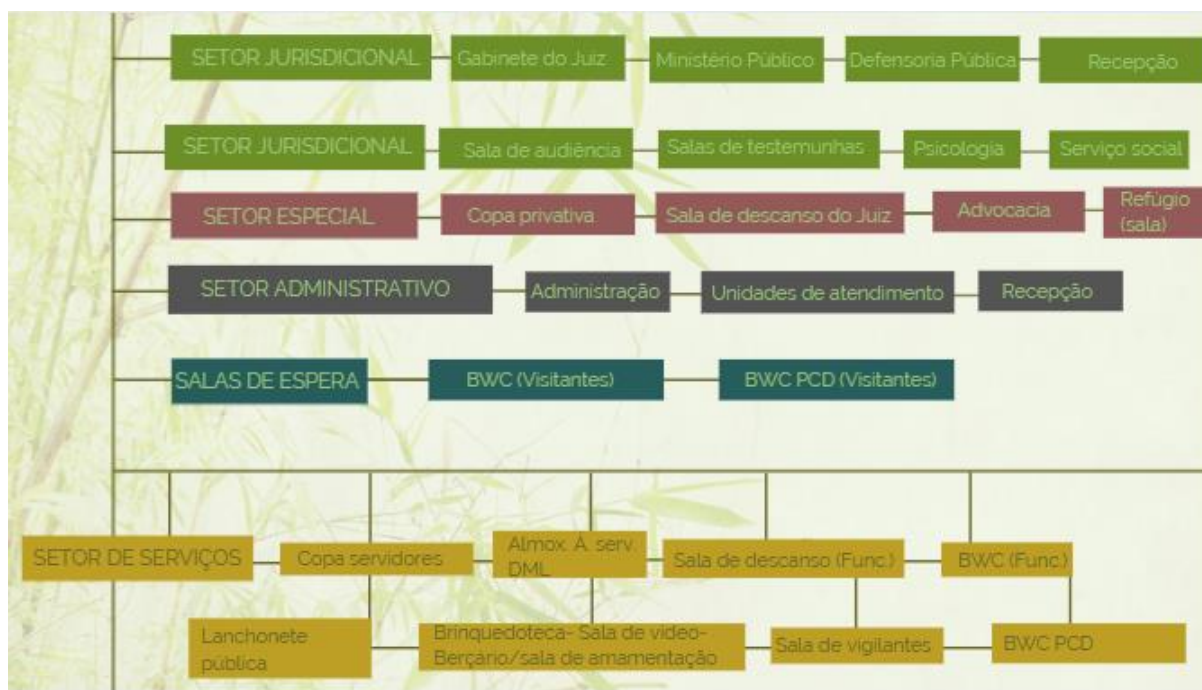 SETOR JURISDICIONAL
Gabinete do Juiz
Ministério Público
Defensoria Pública
Recepção
SETOR JURISDICIONAL
Sala de audiência
Salas de testemunhas
Psicologia
Serviço social
SETOR ESPECIAL
Copa privativa
Sala de descanso do Juiz
Advocacia
Refúgio
(sala)
SETOR ADMINISTRATIVO
Administração
Unidades de atendimento
Recepção
SALAS DE ESPERA
BWC (Visitantes)
BWC PCD (Visitantes)
SETOR DE SERVIÇOS
Copa servidores
Almox. Á. serv.
DML
Sala de descanso (Func.)
BWC (Func.)
Lanchonete
pública
Brinquedoteca- Sala de video-
Berçário/sala de amamentação
Sala de vigilantes
BWC PCD